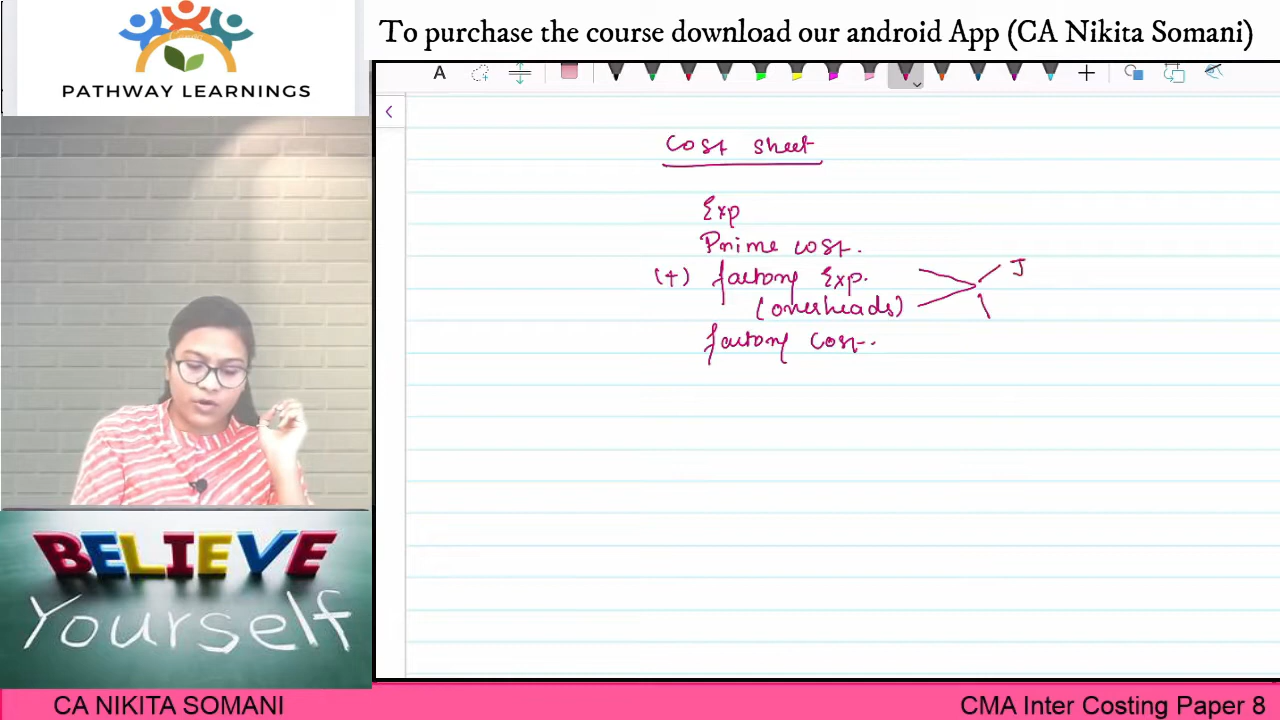 To purchase the course download our android App (CA Nikita Somani)
PATHWAY LEARNINGS
A
Cost sheet
Exp
Prime cost.
(+) factory Exp.
(overheads)
J
factory cost.
BELIEVE
Yourself
CA NIKITA SOMANI
CMA Inter Costing Paper 8